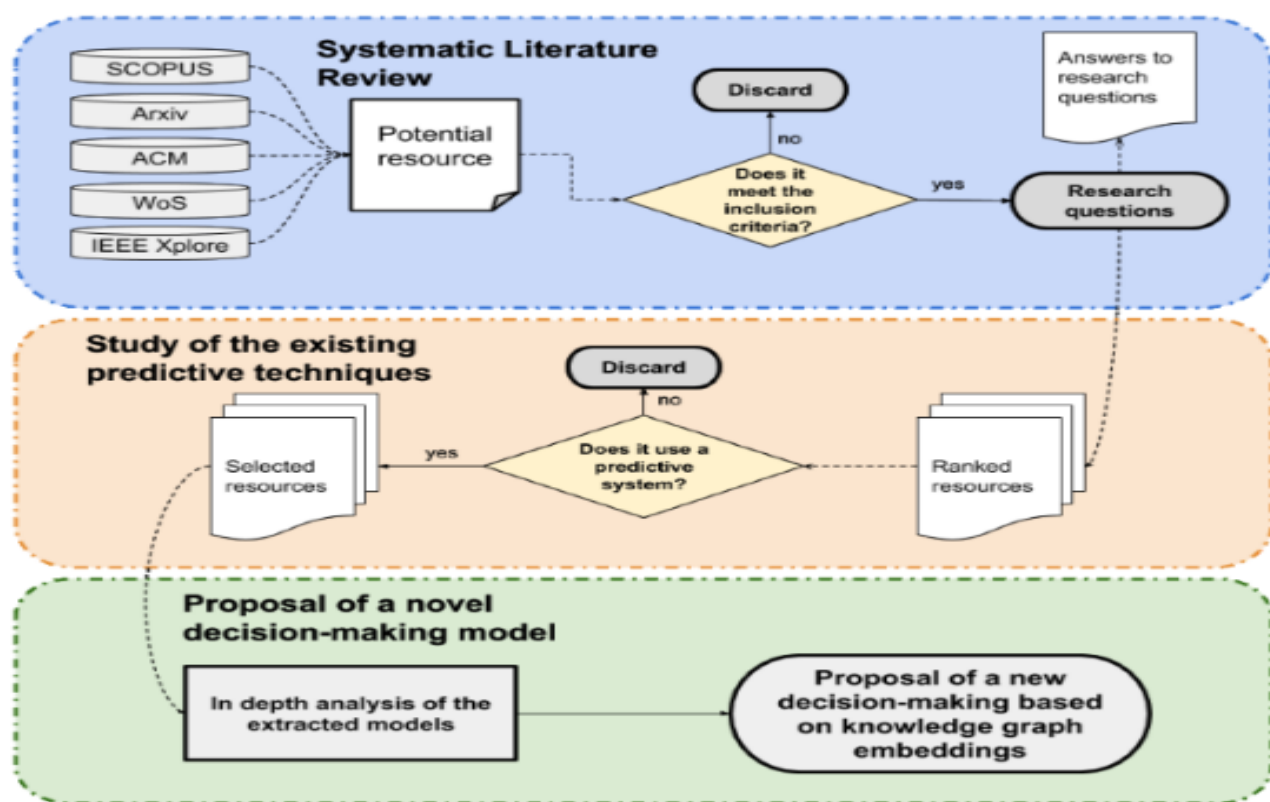 Systematic Literature
Review
SCOPUS
Arxiv
ACM
WoS
IEEE Xplore
Potential
resource
Discard
no
Does it
meet the
inclusion
criteria?
yes
Research
questions
Answers to
research
questions
Study of the existing
predictive techniques
Ranked
resources
Does it use a
predictive
system?
no
Discard
yes
Selected
resources
Proposal of a novel
decision-making model
In depth analysis of the
extracted models
Proposal of a new
decision-making based
on knowledge graph
embeddings